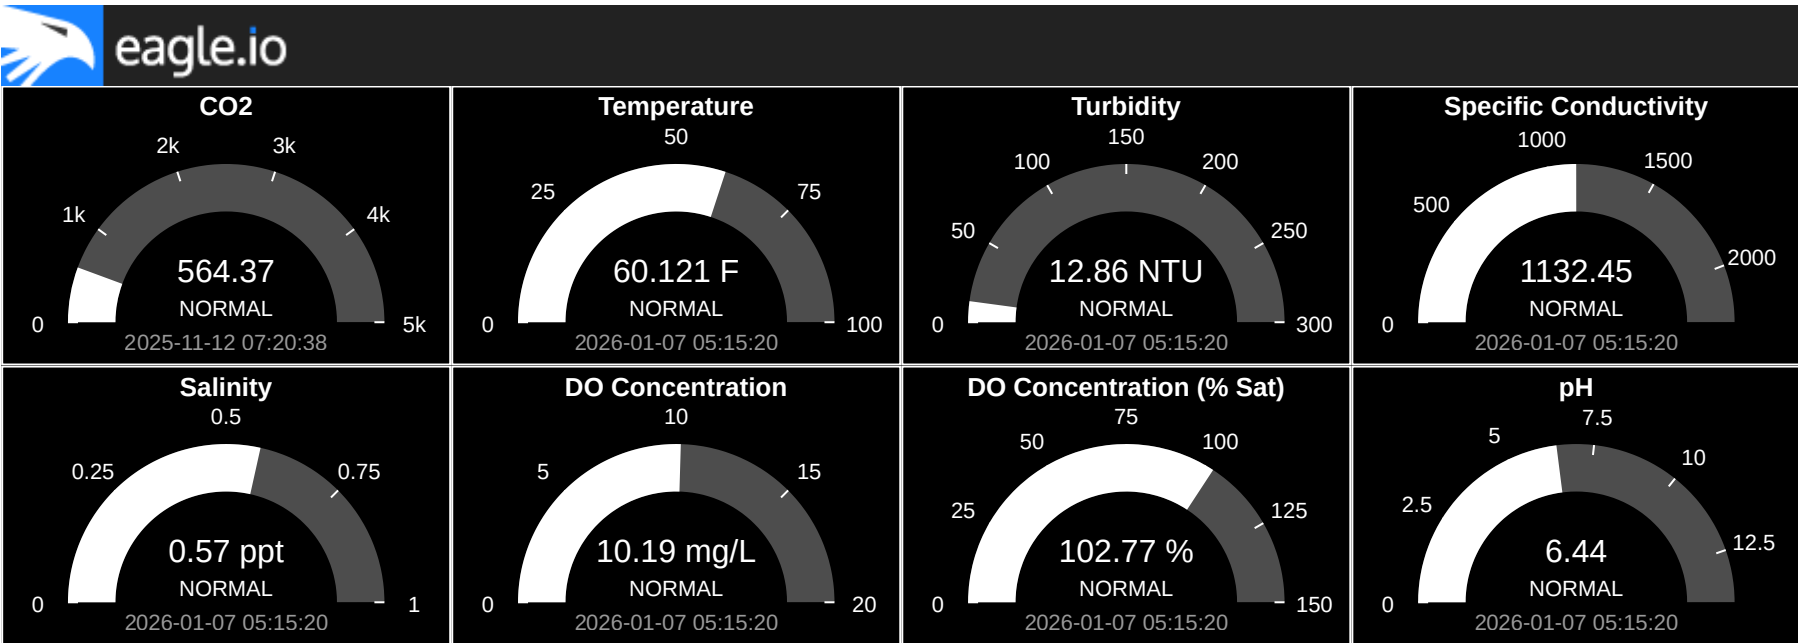 eagle.io
CO2
0
1k
2k
3k
4k
5k
564.37
NORMAL
2025-11-12 07:20:38
Temperature
0
25
50
75
100
60.121 F
NORMAL
2026-01-07 05:15:20
Turbidity
0
50
100
150
200
250
300
12.86 NTU
NORMAL
2026-01-07 05:15:20
Specific Conductivity
0
500
1000
1500
2000
1132.45
NORMAL
2026-01-07 05:15:20
Salinity
0
0.25
0.5
0.75
1
0.57 ppt
NORMAL
2026-01-07 05:15:20
DO Concentration
0
5
10
15
20
10.19 mg/L
NORMAL
2026-01-07 05:15:20
DO Concentration (% Sat)
0
25
50
75
100
125
150
102.77 %
NORMAL
2026-01-07 05:15:20
pH
0
2.5
5
7.5
10
12.5
6.44
NORMAL
2026-01-07 05:15:20